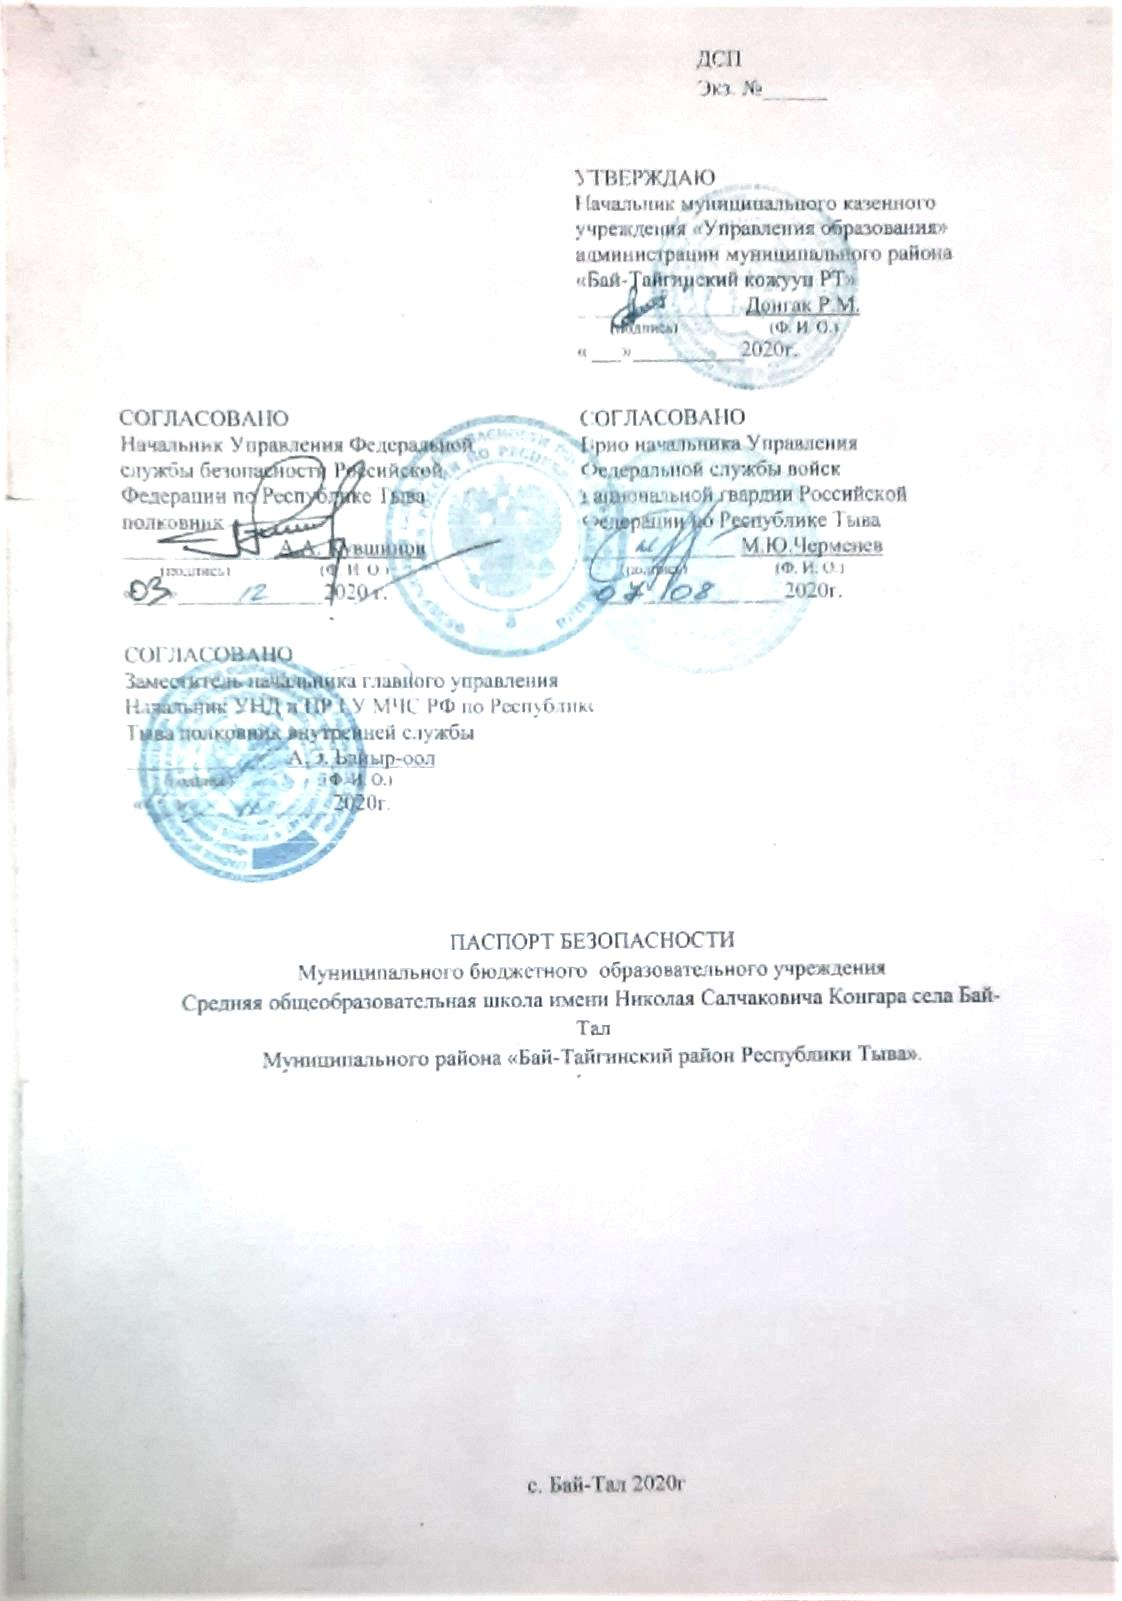 ДСП
Экз. №______
УТВЕРЖДАЮ
Начальник муниципального казенного
учреждения «Управления образования»
администрации муниципального района
«Бай-Тайгинский кожуун РТ»
Донгак Р.М.
(подпись) (Ф. И. О.)
«___»__________2020г.
СОГЛАСОВАНО
Начальник Управления Федеральной
службы безопасности Российской
Федерации по Республике Тыва
полковник
А.А. Кувшинов
(подпись) (Ф. И. О.)
03 12 2020 г.
СОГЛАСОВАНО
Врио начальника Управления
Федеральной службы войск
национальной гвардии Российской
Федерации по Республике Тыва
М.Ю.Черменев
(подпись) (Ф. И. О.)
07 08 2020г.
СОГЛАСОВАНО
Заместитель начальника главного управления
Начальник УНД и ПР ГУ МЧС РФ по Республике
Тыва полковник внутренней службы
Байыр-оол
(Ф. И. О.)
2020г.
ПАСПОРТ БЕЗОПАСНОСТИ
Муниципального бюджетного образовательного учреждения
Средняя общеобразовательная школа имени Николая Салчаковича Конгара села Бай-
Тал
Муниципального района «Бай-Тайгинский район Республики Тыва».
с. Бай-Тал 2020г